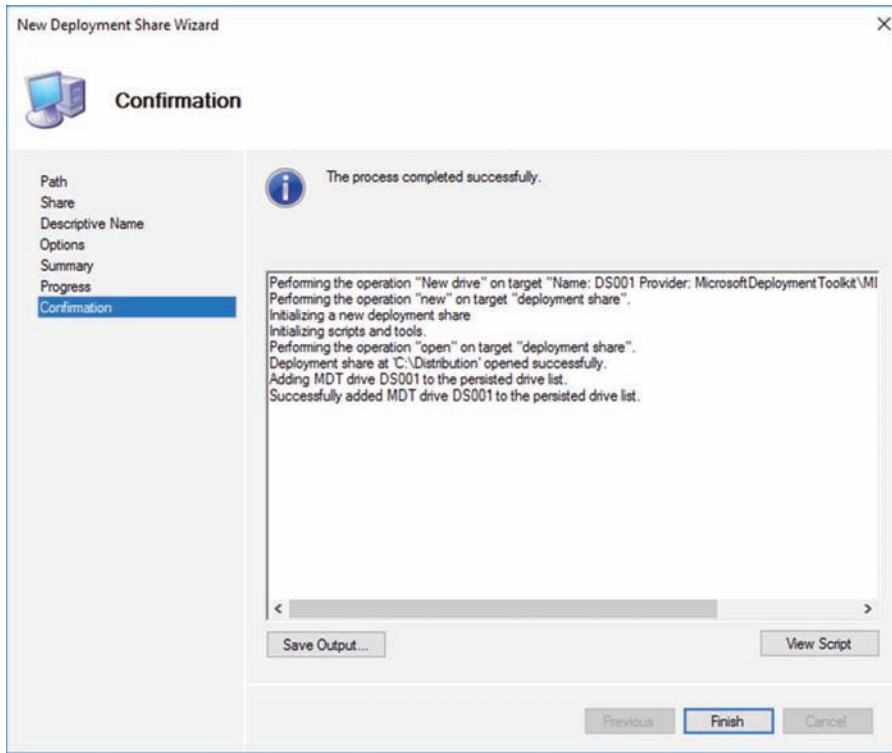 New Deployment Share Wizard
Confirmation
Path
Share
Descriptive Name
Options
Summary
Progress
Confirmation
The process completed successfully.
Performing the operation "New drive" on target "Name: DS001 Provider: MicrosoftDeploymentToolkit\MI
Performing the operation "new" on target "deployment share".
Initializing a new deployment share
Initializing scripts and tools.
Performing the operation "open" on target "deployment share".
Deployment share at 'C:\Distribution' opened successfully.
Adding MDT drive DS001 to the persisted drive list.
Successfully added MDT drive DS001 to the persisted drive list.
Save Output...
View Script
Previous
Finish
Cancel